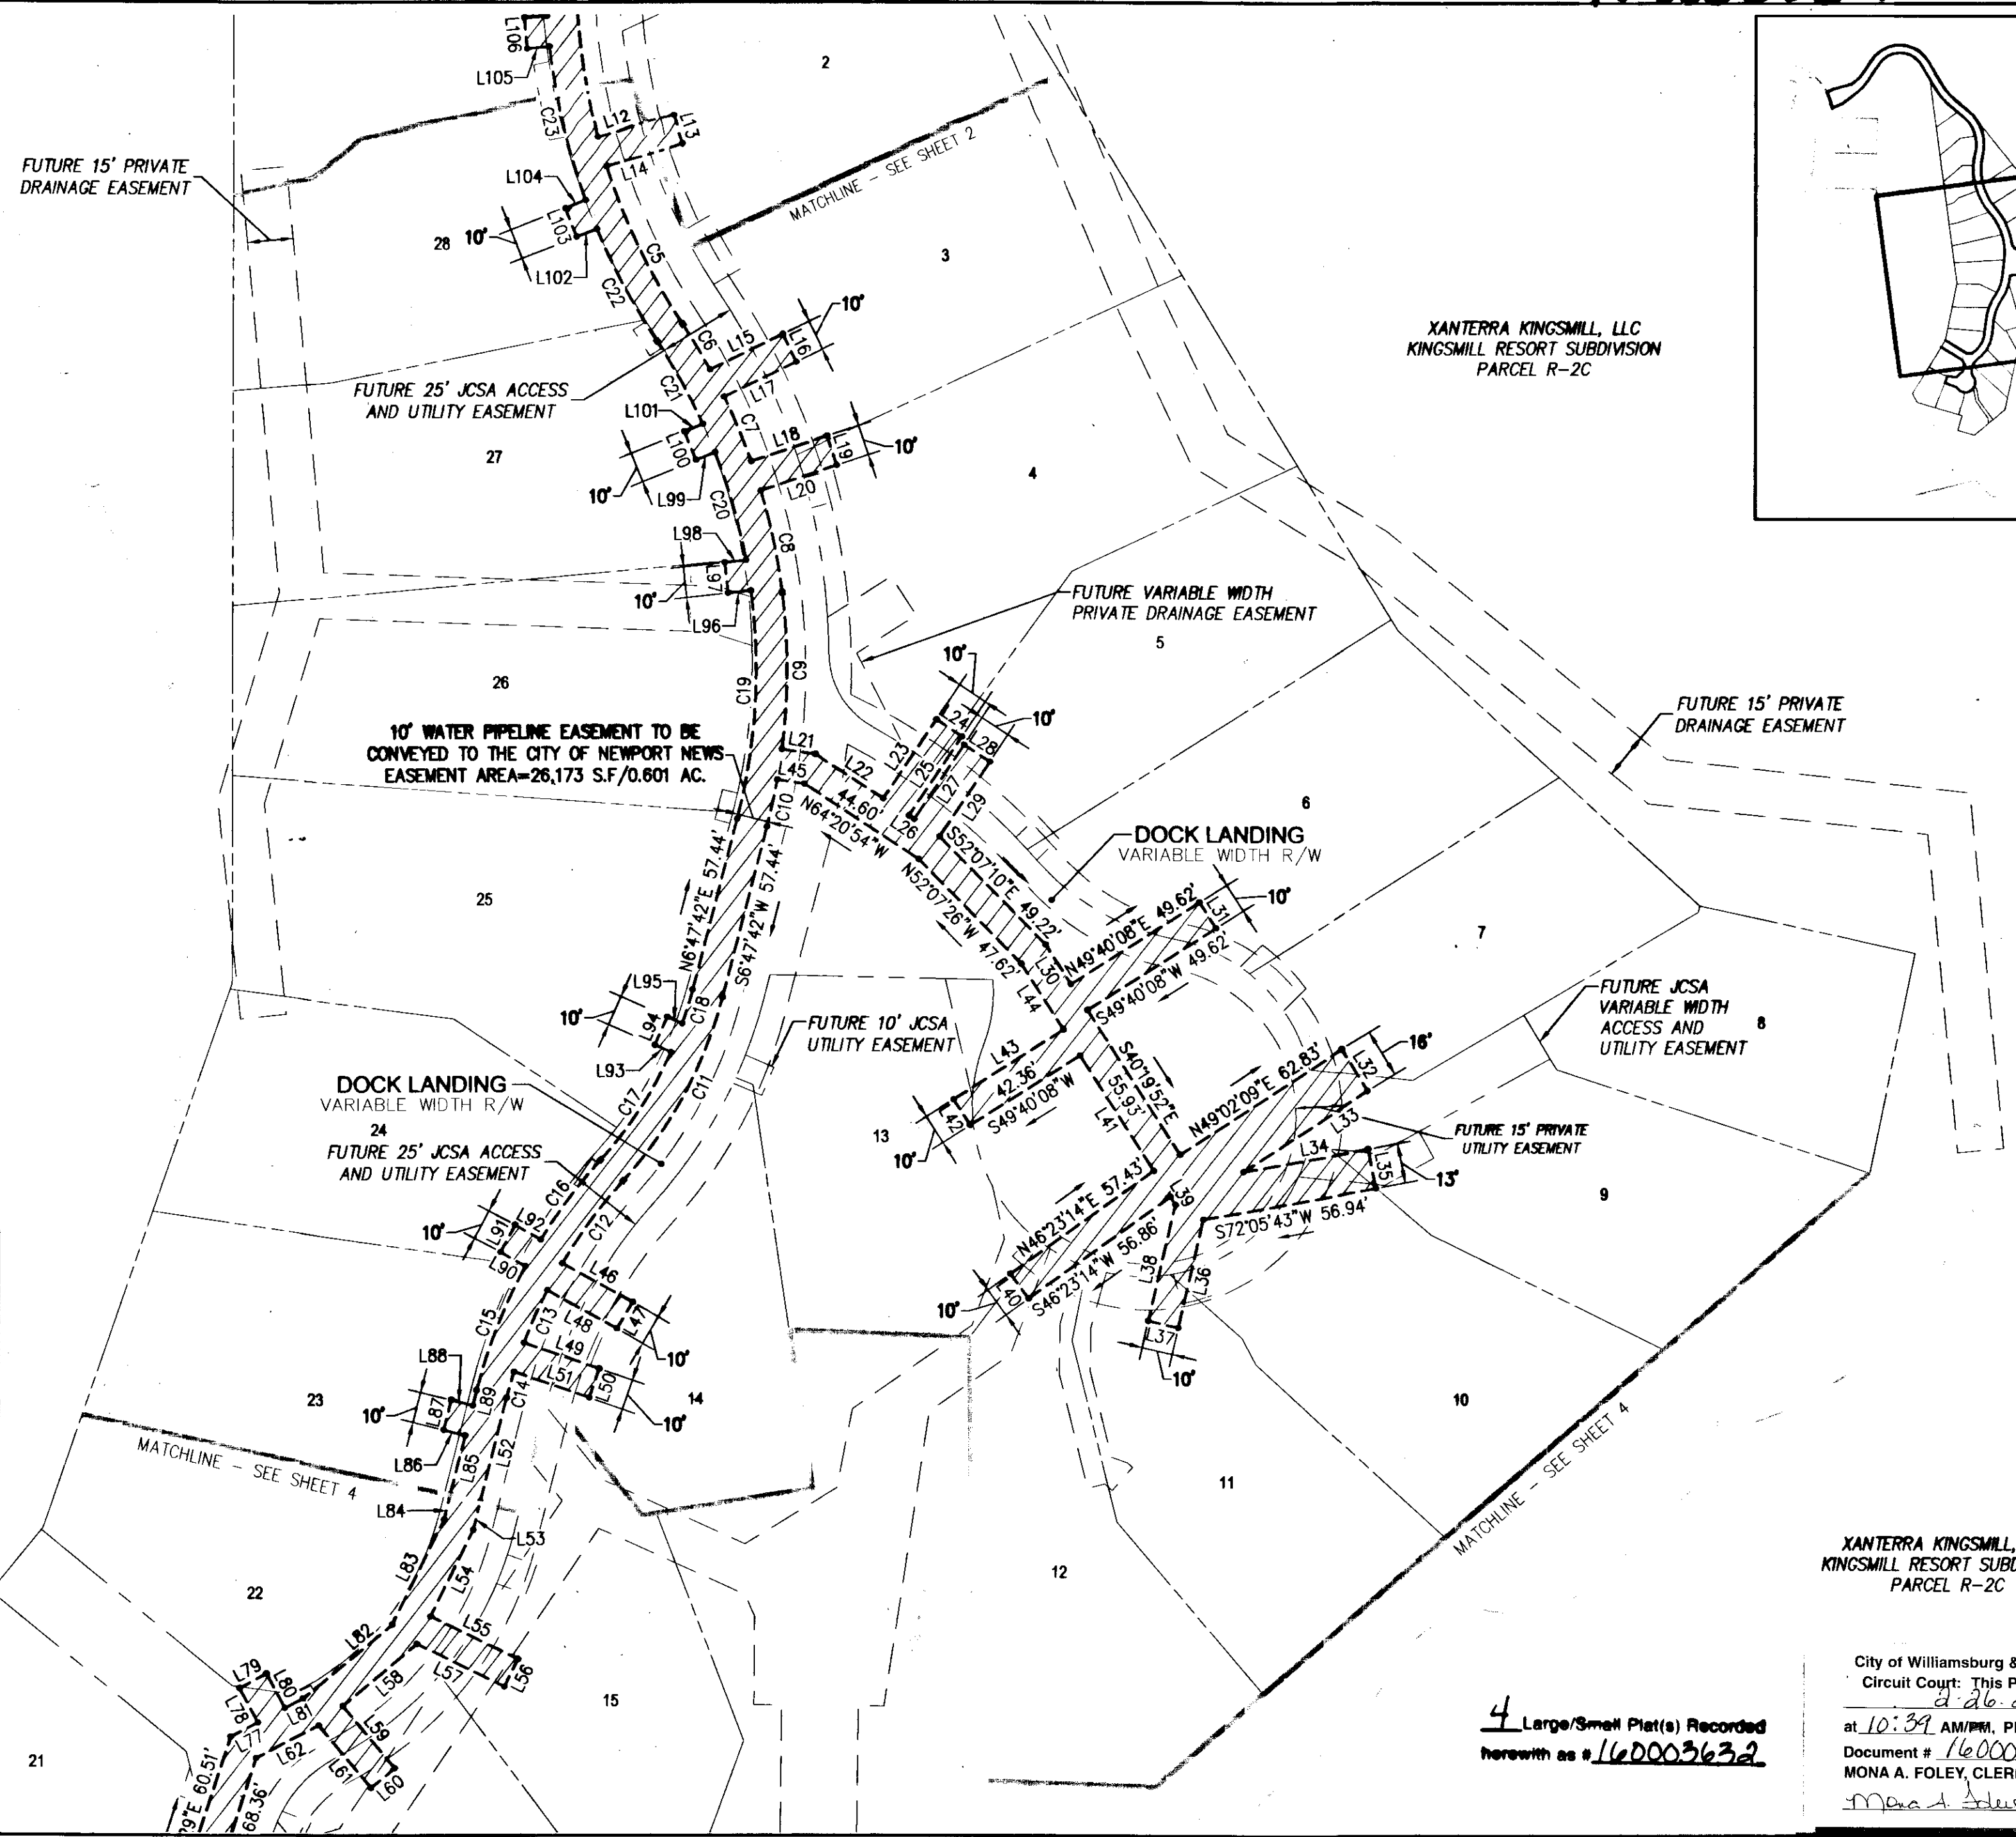 L106
L105
C23
L12
L13
L14
2
MATCHLINE - SEE SHEET 2
FUTURE 15' PRIVATE
DRAINAGE EASEMENT
L104
L103
10'
28
L102
C5
C22
3
10'
XANTERRA KINGSMILL, LLC
KINGSMILL RESORT SUBDIVISION
PARCEL R-2C
C6
L15
L16
L17
FUTURE 25' JCSA ACCESS
AND UTILITY EASEMENT
C21
L101
L100
C7
L18
L19
10'
27
10'
L99
C20
L20
4
L98
C8
L97
10'
L96
FUTURE VARIABLE WIDTH
PRIVATE DRAINAGE EASEMENT
5
26
C19
C9
10'
10'
FUTURE 15' PRIVATE
DRAINAGE EASEMENT
10' WATER PIPELINE EASEMENT TO BE
CONVEYED TO THE CITY OF NEWPORT NEWS
EASEMENT AREA=26,173 S.F/0.601 AC.
L21
L45
L22
L23
L24
L25
L26
L27
L28
L29
44.60'
N64°20'54"W
C10
6
DOCK LANDING
VARIABLE WIDTH R/W
S52°07'10"E 49.22'
N52°07'26"W 47.62'
25
N6°47'42"E 57.44'
S6°47'42"W 57.44'
N49°40'08"E 49.62'
L31
10'
S49°40'08"W 49.62'
L30
L44
7
L95
10'
L94
L93
C18
FUTURE 10' JCSA
UTILITY EASEMENT
FUTURE JCSA
VARIABLE WIDTH
ACCESS AND
UTILITY EASEMENT
8
L43
42.36'
S49°40'08"W
L42
10'
13
S40°19'52"E
55.93'
L41
N49°02'09"E 62.83'
16'
L32
L33
DOCK LANDING
VARIABLE WIDTH R/W
24
FUTURE 25' JCSA ACCESS
AND UTILITY EASEMENT
C17
C11
C16
C12
FUTURE 15' PRIVATE
UTILITY EASEMENT
L34
L35
13'
9
S72°05'43"W 56.94'
N46°23'14"E 57.43'
S46°23'14"W 56.86'
L39
L38
L36
L37
10'
L40
10'
L92
L91
10'
L90
L46
L47
10'
C15
C13
L48
L49
L50
L51
C14
10'
14
L88
L87
10'
L89
L86
L85
L52
23
MATCHLINE - SEE SHEET 4
L84
L53
10
11
MATCHLINE - SEE SHEET 4
12
L83
L54
22
L82
L55
L56
L57
L58
15
L79
L80
L78
L81
L77
L59
L60
L61
L62
21
9"E 60.51'
68.36'
XANTERRA KINGSMILL,
KINGSMILL RESORT SUBD
PARCEL R-2C
4 Large/Small Plat(s) Recorded
herewith as # 160003632
City of Williamsburg &
Circuit Court: This P
2-26-
at 10:39 AM/PM, P
Document # 16000
MONA A. FOLEY, CLER
Mona A.